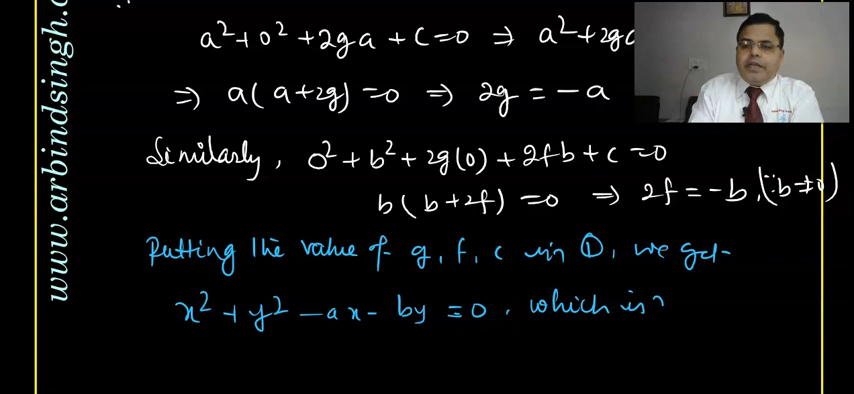 ∴
a²+0²+2ga+c=0 ⇒ a²+2g
⇒ a(a+2g)=0 ⇒ 2g=-a
Similarly, 0²+b²+2g(0)+2fb+c=0
b(b+2f)=0 ⇒ 2f=-b, (∵b≠0)
Putting the value of g, f, c in ①, we get
x²+y²-ax-by=0, which is
www.arbindsingh.c